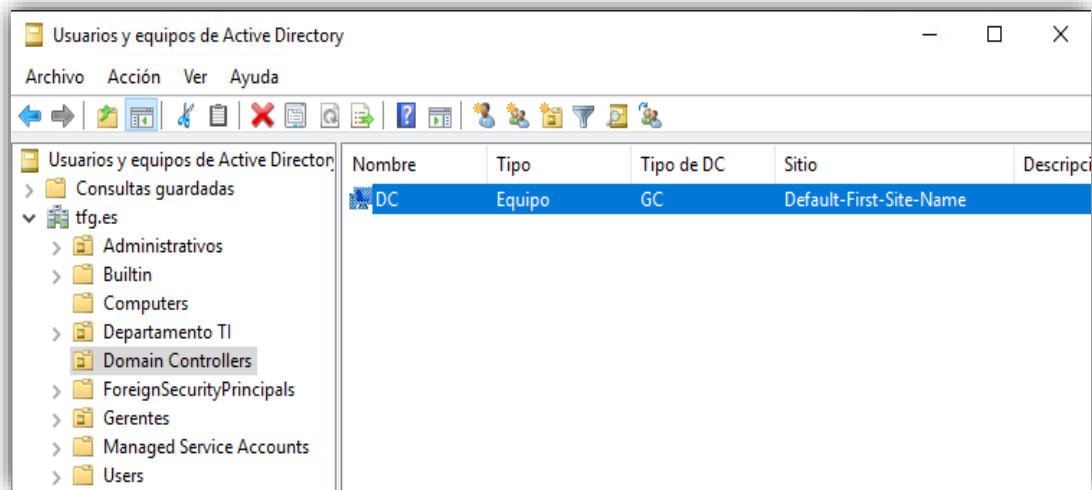 Usuarios y equipos de Active Directory
Archivo Acción Ver Ayuda
Usuarios y equipos de Active Director
Consultas guardadas
tfg.es
Administrativos
Builtin
Computers
Departamento TI
Domain Controllers
ForeignSecurityPrincipals
Gerentes
Managed Service Accounts
Users
Nombre Tipo Tipo de DC Sitio Descripci
DC Equipo GC Default-First-Site-Name